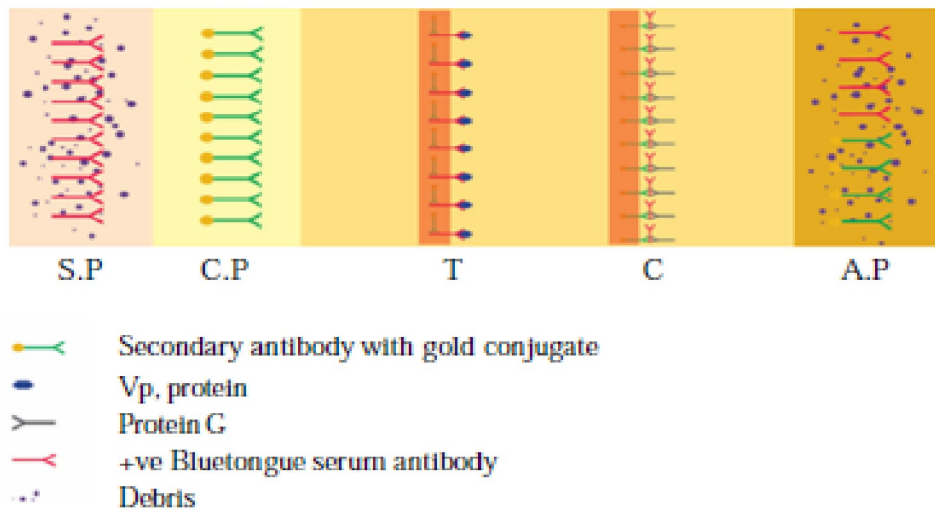 S.P C.P T C A.P
Secondary antibody with gold conjugate
Vp, protein
Protein G
+ve Bluetongue serum antibody
Debris